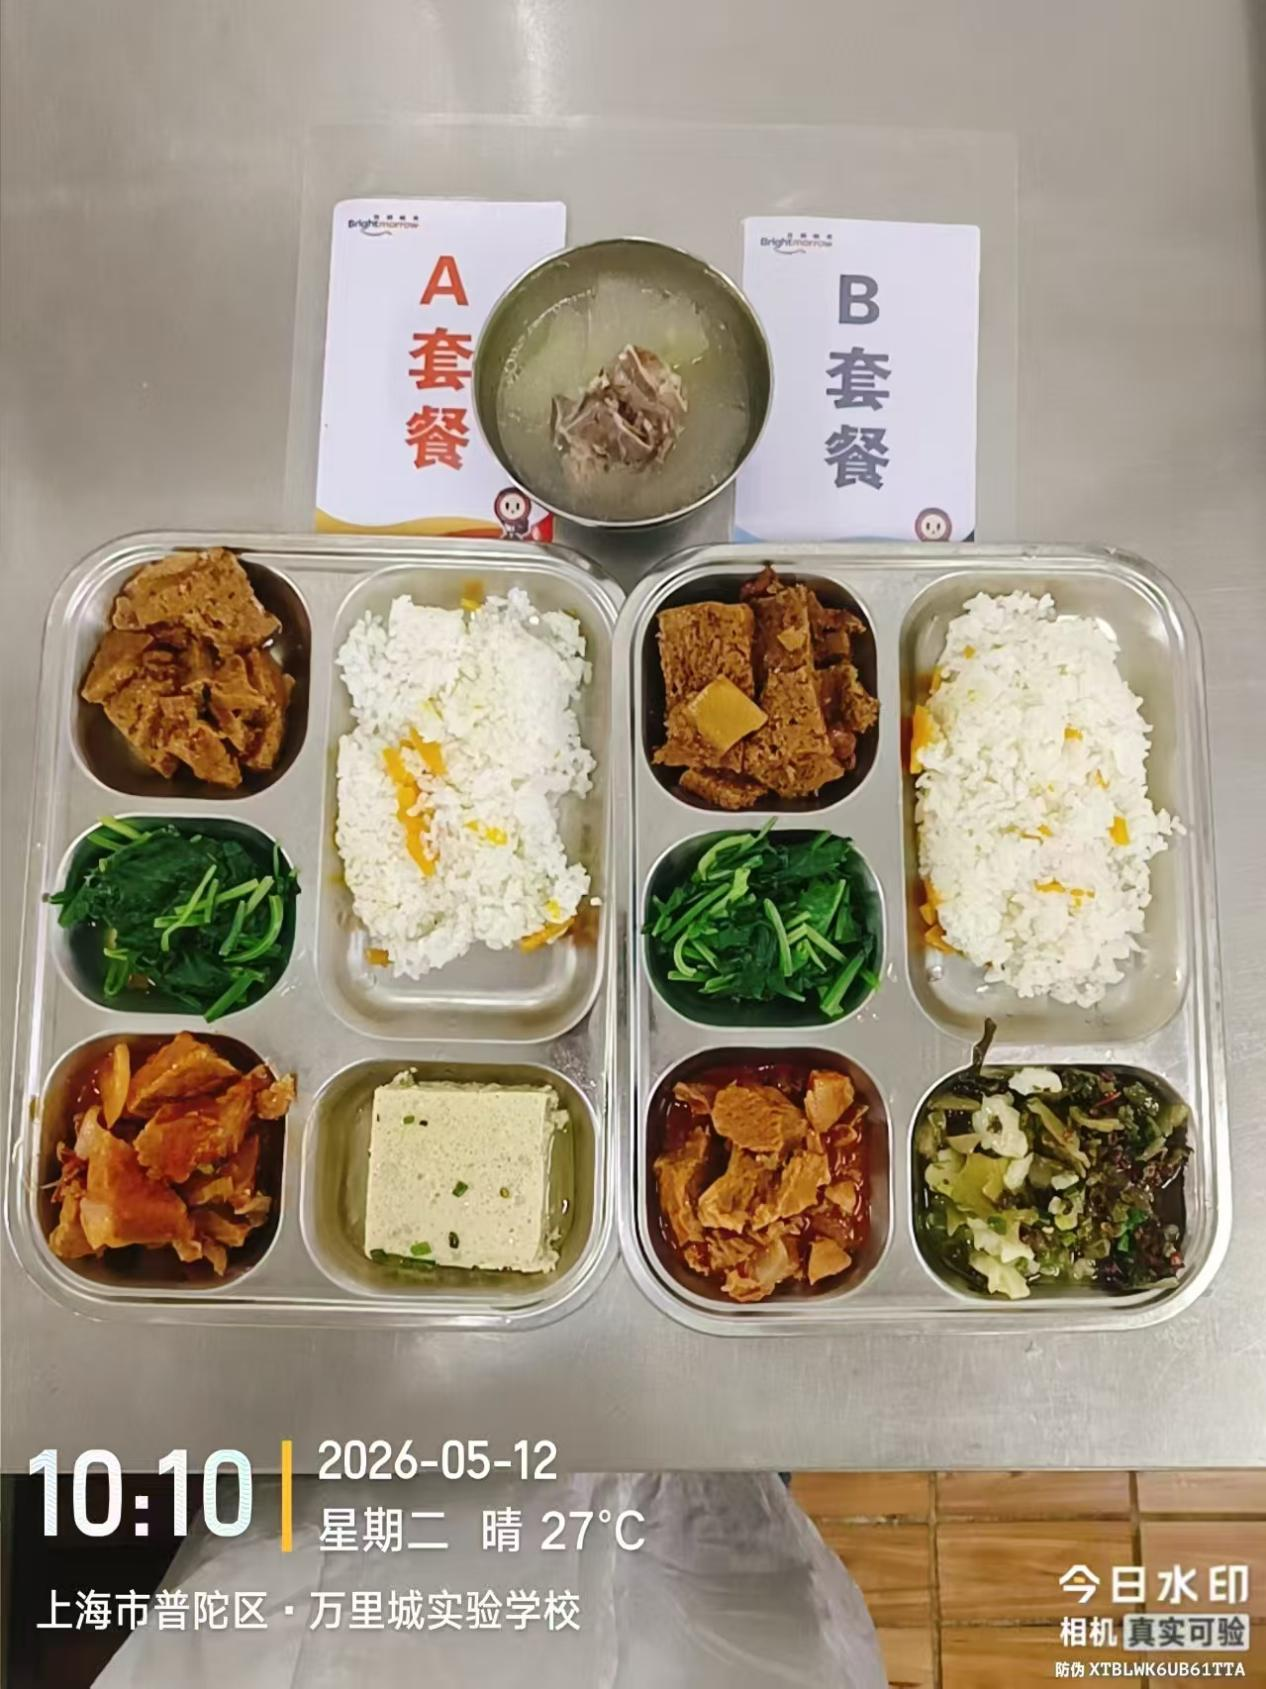 Brightmorrow
A
套
餐
Brightmorrow
B
套
餐
10:10
2026-05-12
星期二 晴 27°C
上海市普陀区·万里城实验学校
今日水印
相机 真实可验
防伪 XTBLWK6UB61TTA